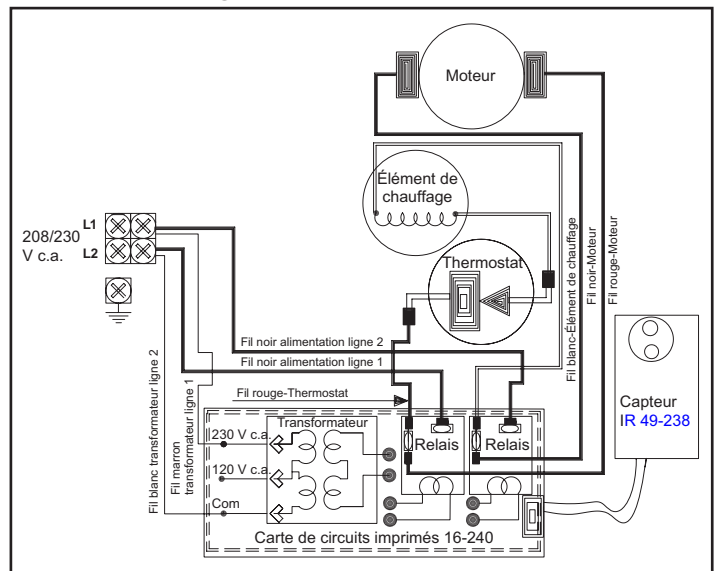 Moteur
Élément de
chauffage
L1
208/230
V c.a.
L2
Thermostat
Fil blanc-Élément de chauffage
Fil noir-Moteur
Fil rouge-Moteur
Fil noir alimentation ligne 2
Fil noir alimentation ligne 1
Fil rouge-Thermostat
Fil blanc transformateur ligne 2
Fil marron
transformateur ligne 1
Capteur
IR 49-238
Transformateur
230 V c.a.
Relais
Relais
120 V c.a.
Com
Carte de circuits imprimés 16-240